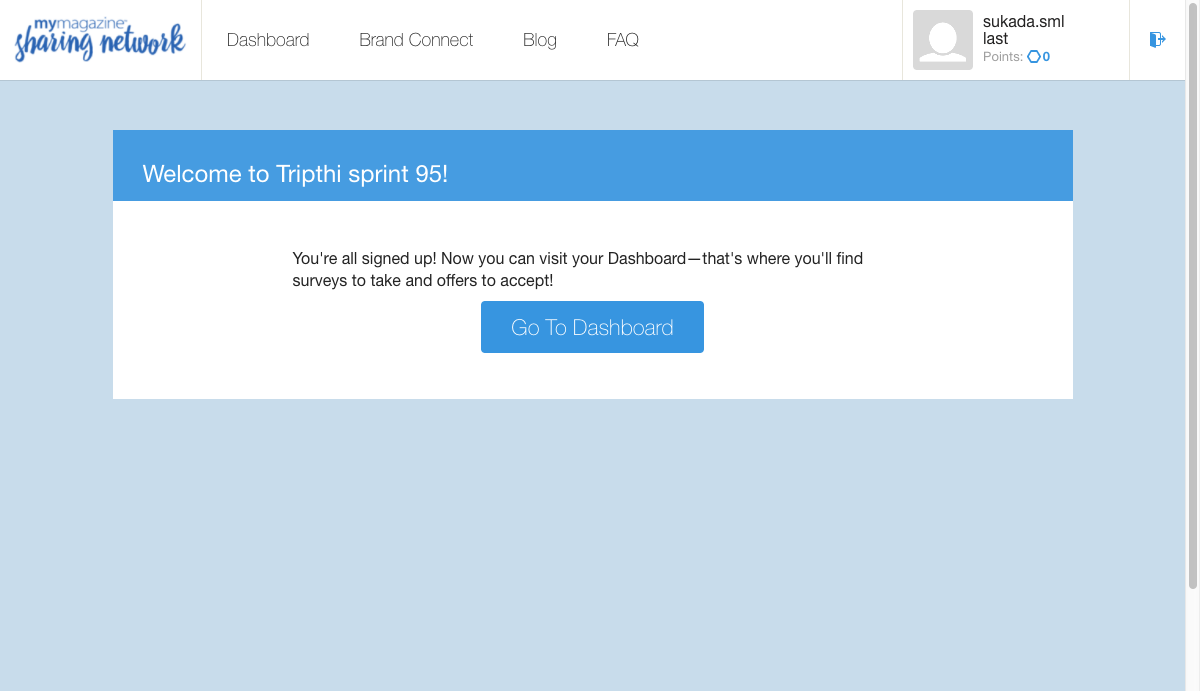 mymagazine
sharing network
Dashboard
Brand Connect
Blog
FAQ
sukada.sml
last
Points: 0
Welcome to Tripthi sprint 95!
You're all signed up! Now you can visit your Dashboard—that's where you'll find
surveys to take and offers to accept!
Go To Dashboard